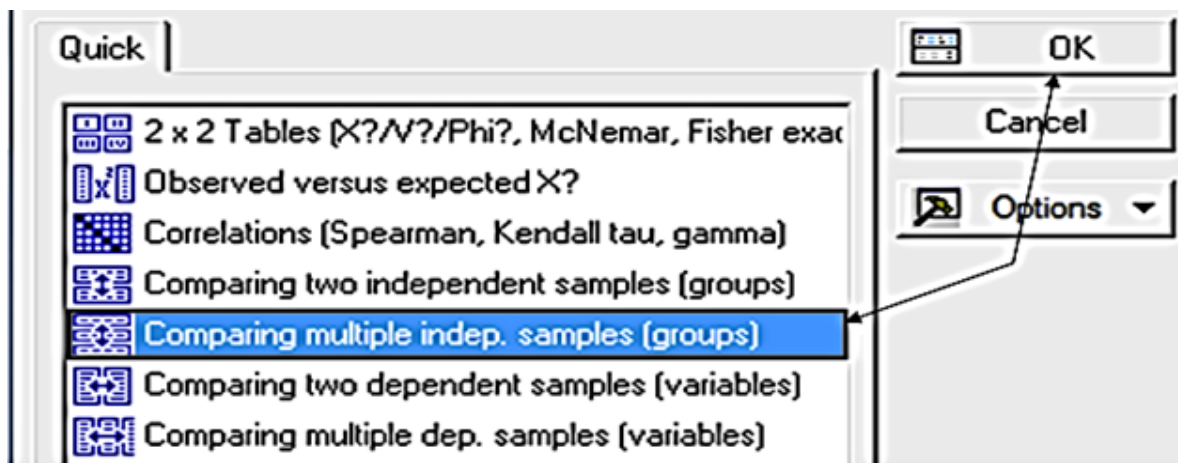 Quick
OK
Cancel
Options
2 x 2 Tables (X?/V?/Phi?, McNemar, Fisher exac
Observed versus expected X?
Correlations (Spearman, Kendall tau, gamma)
Comparing two independent samples (groups)
Comparing multiple indep. samples (groups)
Comparing two dependent samples (variables)
Comparing multiple dep. samples (variables)